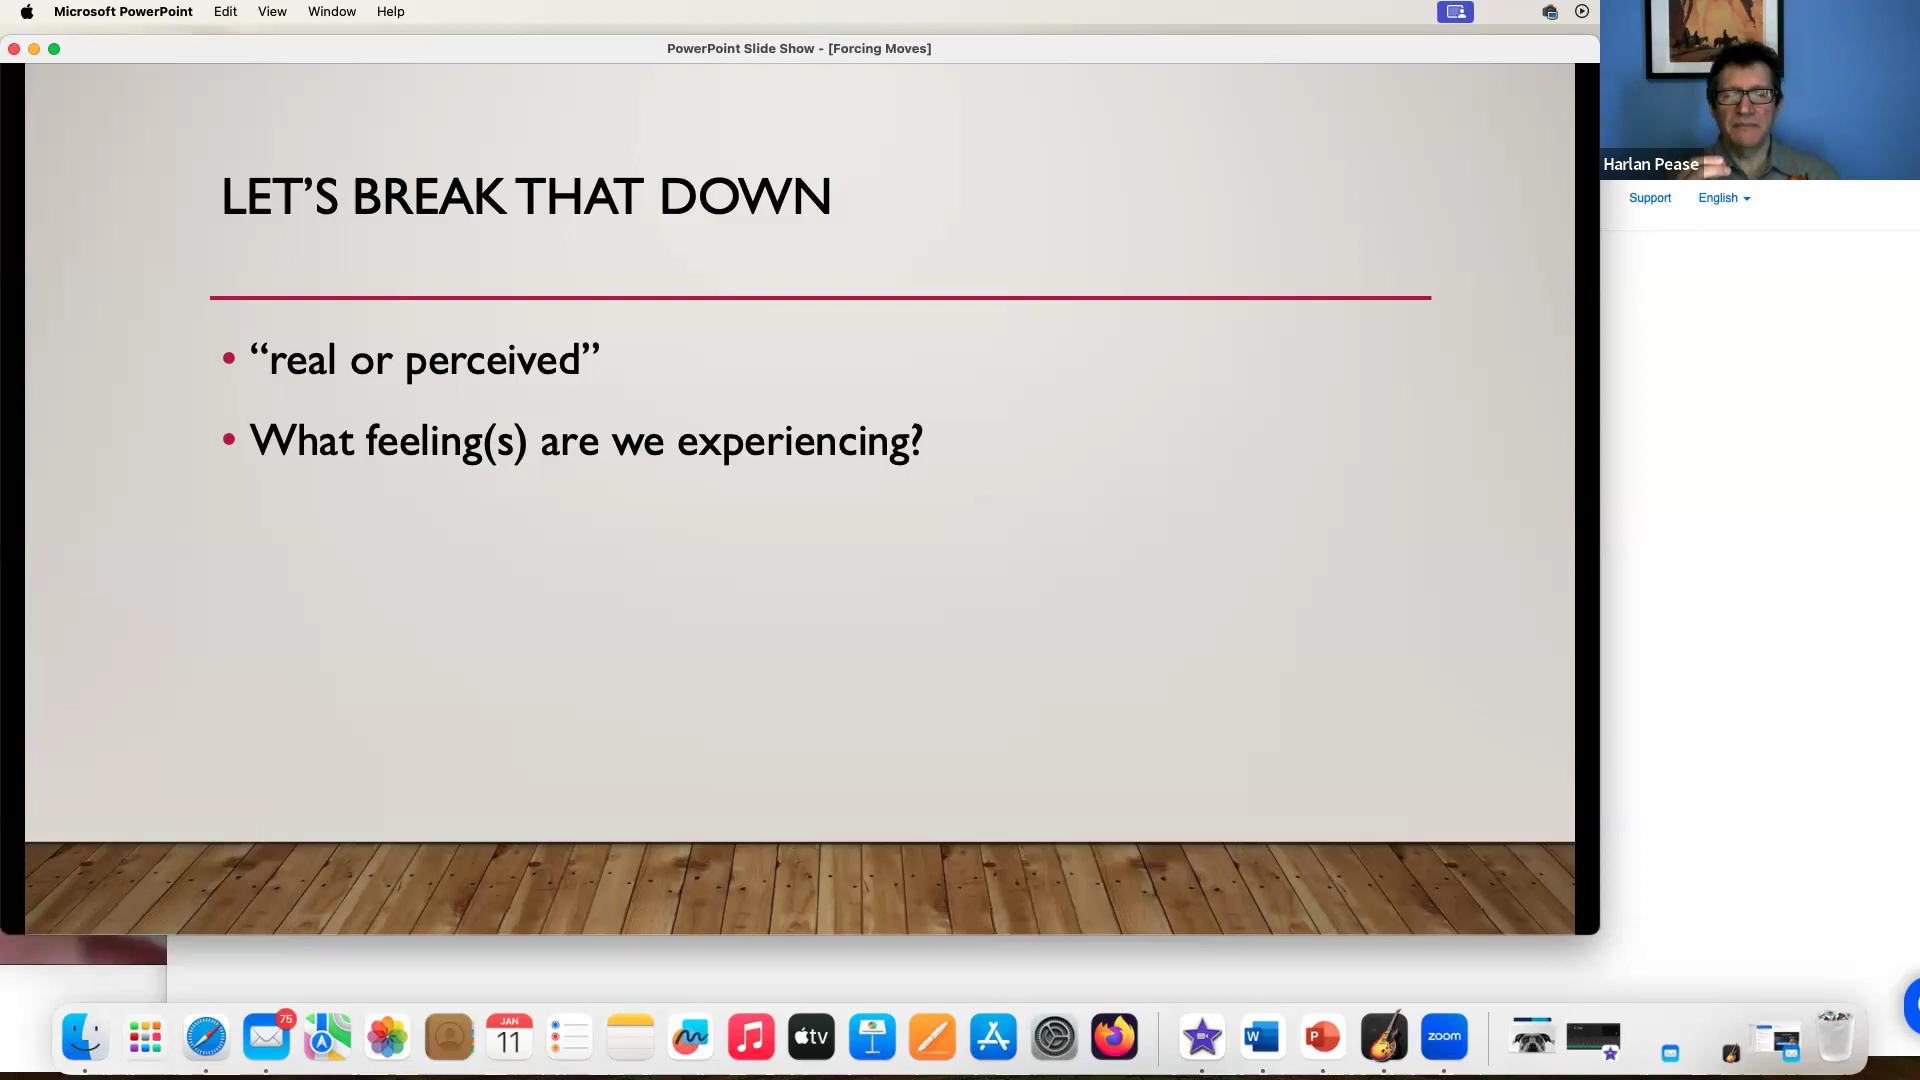 Microsoft PowerPoint Edit View Window Help
PowerPoint Slide Show - [Forcing Moves]
Harlan Pease
Support English
LET’S BREAK THAT DOWN
• “real or perceived”
• What feeling(s) are we experiencing?
75
JAN
11
tv
W
P
zoom